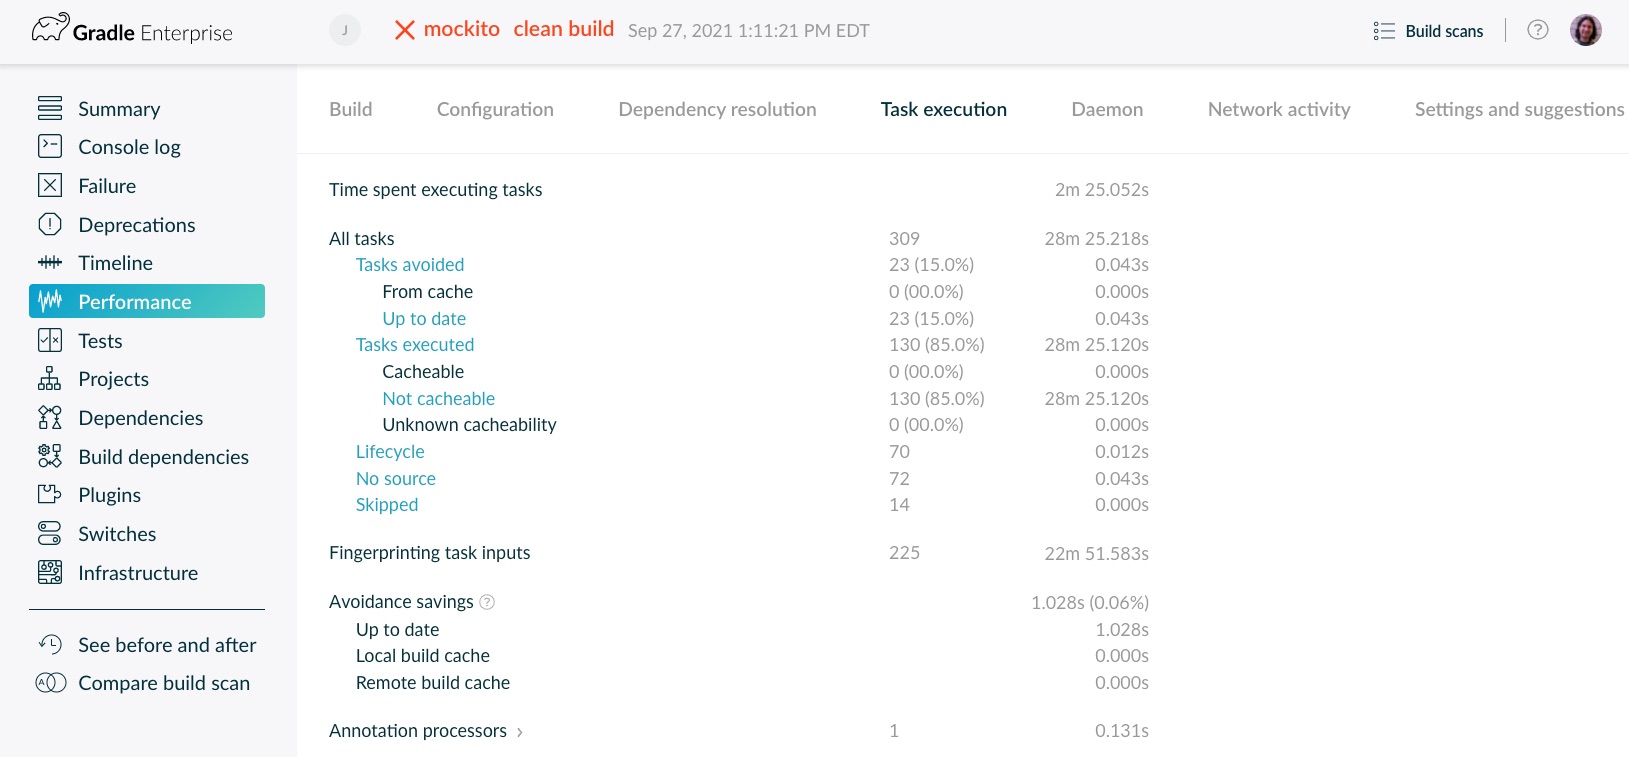 Gradle Enterprise
J mockito clean build Sep 27, 2021 1:11:21 PM EDT
Build scans ?
Summary
Console log
Failure
Deprecations
Timeline
Performance
Tests
Projects
Dependencies
Build dependencies
Plugins
Switches
Infrastructure
See before and after
Compare build scan
Build Configuration Dependency resolution Task execution Daemon Network activity Settings and suggestions
Time spent executing tasks 2m 25.052s
All tasks 309 28m 25.218s
Tasks avoided 23 (15.0%) 0.043s
From cache 0 (00.0%) 0.000s
Up to date 23 (15.0%) 0.043s
Tasks executed 130 (85.0%) 28m 25.120s
Cacheable 0 (00.0%) 0.000s
Not cacheable 130 (85.0%) 28m 25.120s
Unknown cacheability 0 (00.0%) 0.000s
Lifecycle 70 0.012s
No source 72 0.043s
Skipped 14 0.000s
Fingerprinting task inputs 225 22m 51.583s
Avoidance savings ? 1.028s (0.06%)
Up to date 1.028s
Local build cache 0.000s
Remote build cache 0.000s
Annotation processors › 1 0.131s